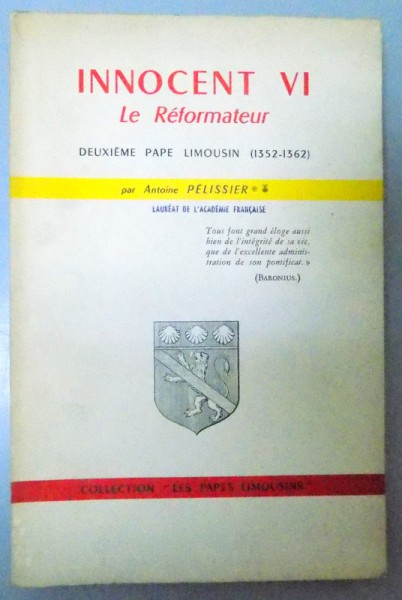 INNOCENT VI
Le Réformateur
DEUXIÈME PAPE LIMOUSIN (1352-1362)
par Antoine PÉLISSIER
LAURÉAT DE L'ACADÉMIE FRANÇAISE
Tous font grand éloge aussi
bien de l'intégrité de sa vie,
que de l'excellente adminis-
tration de son pontificat. »
(BARONIUS.)
COLLECTION "LES PAPES LIMOUSINS"